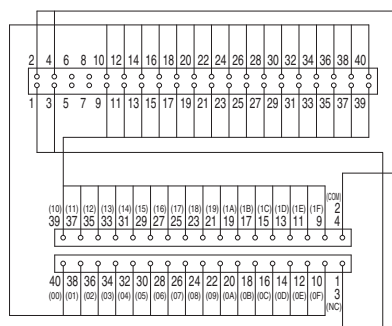 2 4 6 8 10 12 14 16 18 20 22 24 26 28 30 32 34 36 38 40
1 3 5 7 9 11 13 15 17 19 21 23 25 27 29 31 33 35 37 39
(10) (11) (12) (13) (14) (15) (16) (17) (18) (19) (1A) (1B) (1C) (1D) (1E) (1F) (COM)
2
39 37 35 33 31 29 27 25 23 21 19 17 15 13 11 9 4
40 38 36 34 32 30 28 26 24 22 20 18 16 14 12 10 1
(00) (01) (02) (03) (04) (05) (06) (07) (08) (09) (0A) (0B) (0C) (0D) (0E) (0F) 3
(NC)